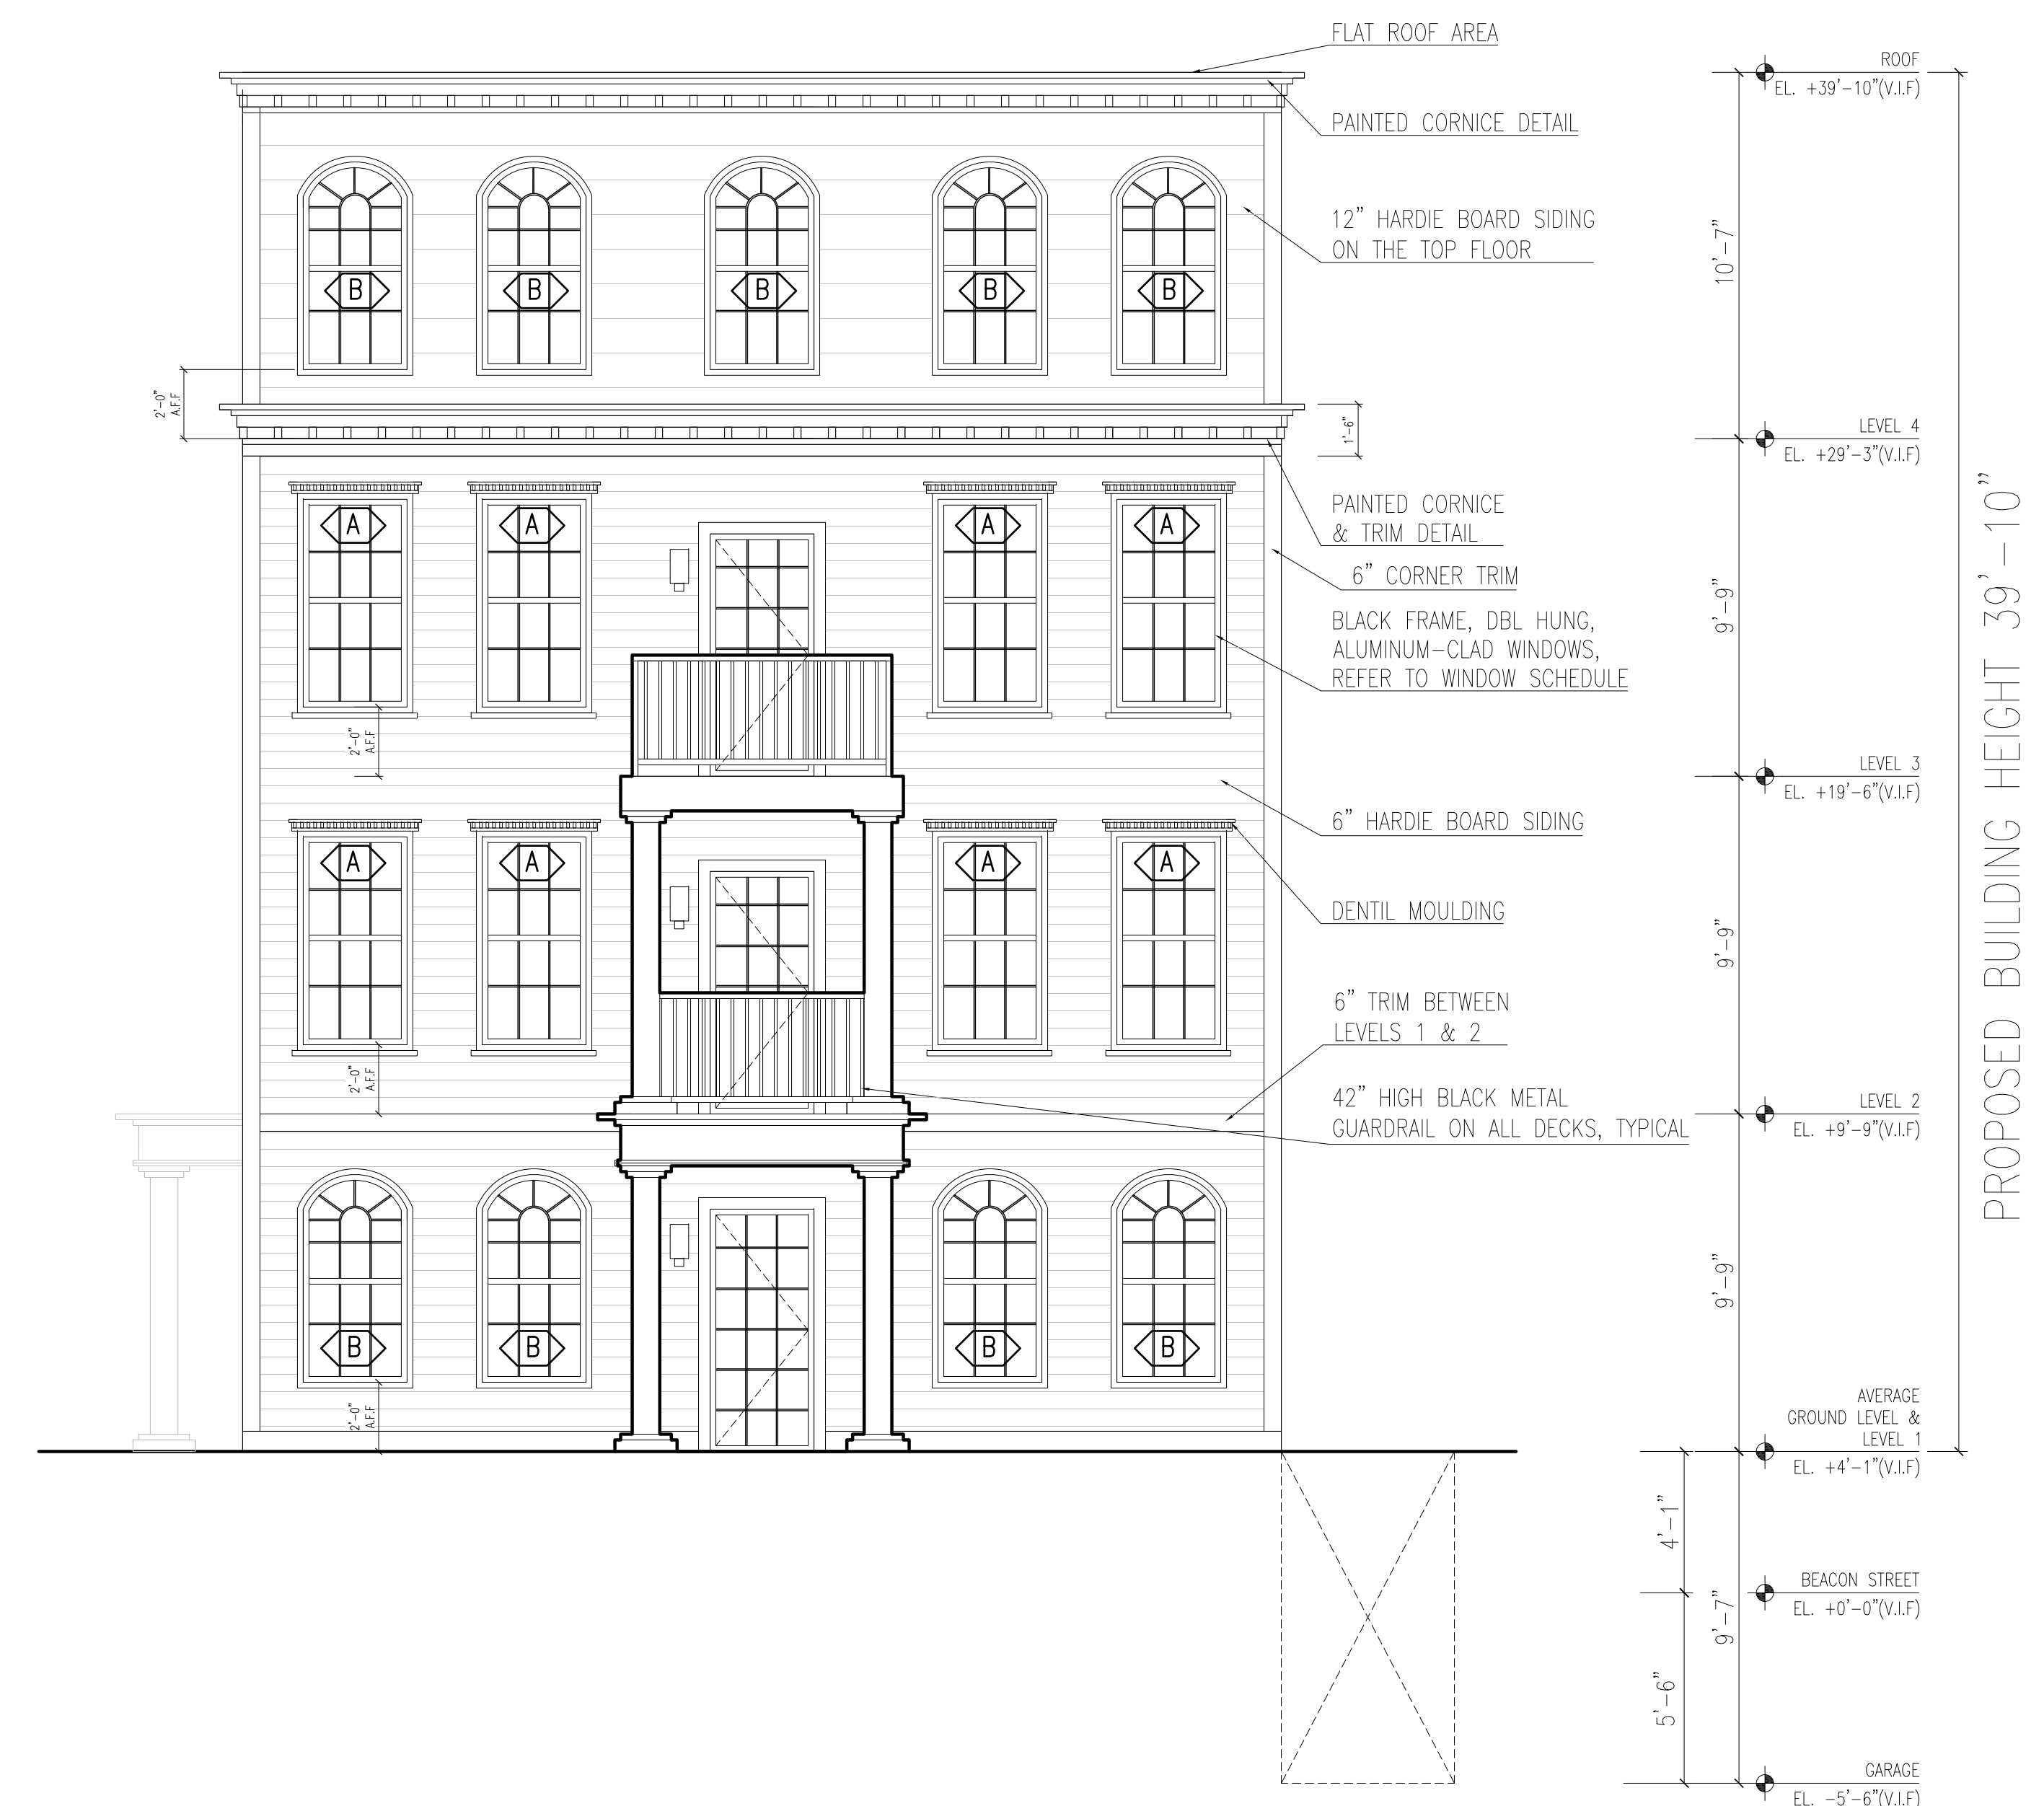 FLAT ROOF AREA
ROOF
EL. +39'-10"(V.I.F)
PAINTED CORNICE DETAIL
12" HARDIE BOARD SIDING
ON THE TOP FLOOR
10'-7"
B
B
B
B
B
2'-0"
A.F.F
1'-6"
LEVEL 4
EL. +29'-3"(V.I.F)
PAINTED CORNICE
& TRIM DETAIL
6" CORNER TRIM
A
A
A
A
BLACK FRAME, DBL HUNG,
ALUMINUM-CLAD WINDOWS,
REFER TO WINDOW SCHEDULE
9'-9"
2'-0"
A.F.F
LEVEL 3
EL. +19'-6"(V.I.F)
6" HARDIE BOARD SIDING
A
A
A
A
DENTIL MOULDING
9'-9"
PROPOSED BUILDING HEIGHT 39'-10"
6" TRIM BETWEEN
LEVELS 1 & 2
2'-0"
A.F.F
42" HIGH BLACK METAL
GUARDRAIL ON ALL DECKS, TYPICAL
LEVEL 2
EL. +9'-9"(V.I.F)
9'-9"
B
B
B
B
2'-0"
A.F.F
AVERAGE
GROUND LEVEL &
LEVEL 1
EL. +4'-1"(V.I.F)
4'-1"
BEACON STREET
EL. +0'-0"(V.I.F)
9'-7"
5'-6"
GARAGE
EL. -5'-6"(V.I.F)